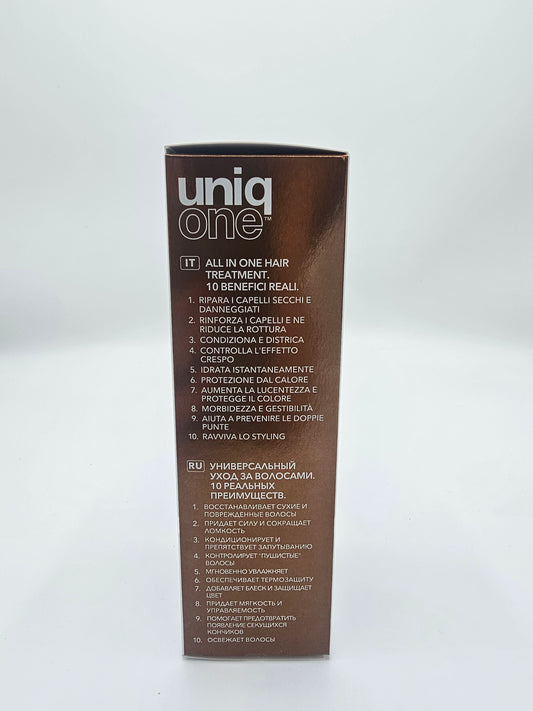 uniq
one™
IT ALL IN ONE HAIR
TREATMENT.
10 BENEFICI REALI.
1. RIPARA I CAPELLI SECCHI E
DANNEGGIATI
2. RINFORZA I CAPELLI E NE
RIDUCE LA ROTTURA
3. CONDIZIONA E DISTRICA
4. CONTROLLA L'EFFETTO
CRESPO
5. IDRATA ISTANTANEAMENTE
6. PROTEZIONE DAL CALORE
7. AUMENTA LA LUCENTEZZA E
PROTEGGE IL COLORE
8. MORBIDEZZA E GESTIBILITÀ
9. AIUTA A PREVENIRE LE DOPPIE
PUNTE
10. RAVVIVA LO STYLING
RU УНИВЕРСАЛЬНЫЙ
УХОД ЗА ВОЛОСАМИ.
10 РЕАЛЬНЫХ
ПРЕИМУЩЕСТВ.
1. ВОССТАНАВЛИВАЕТ СУХИЕ И
ПОВРЕЖДЕННЫЕ ВОЛОСЫ
2. ПРИДАЕТ СИЛУ И СОКРАЩАЕТ
ЛОМКОСТЬ
3. КОНДИЦИОНИРУЕТ И
ПРЕПЯТСТВУЕТ ЗАПУТЫВАНИЮ
4. КОНТРОЛИРУЕТ "ПУШИСТЫЕ"
ВОЛОСЫ
5. МГНОВЕННО УВЛАЖНЯЕТ
6. ОБЕСПЕЧИВАЕТ ТЕРМОЗАЩИТУ
7. ДОБАВЛЯЕТ БЛЕСК И ЗАЩИЩАЕТ
ЦВЕТ
8. ПРИДАЕТ МЯГКОСТЬ И
УПРАВЛЯЕМОСТЬ
9. ПОМОГАЕТ ПРЕДОТВРАТИТЬ
ПОЯВЛЕНИЕ СЕКУЩИХСЯ
КОНЧИКОВ
10. ОСВЕЖАЕТ ВОЛОСЫ